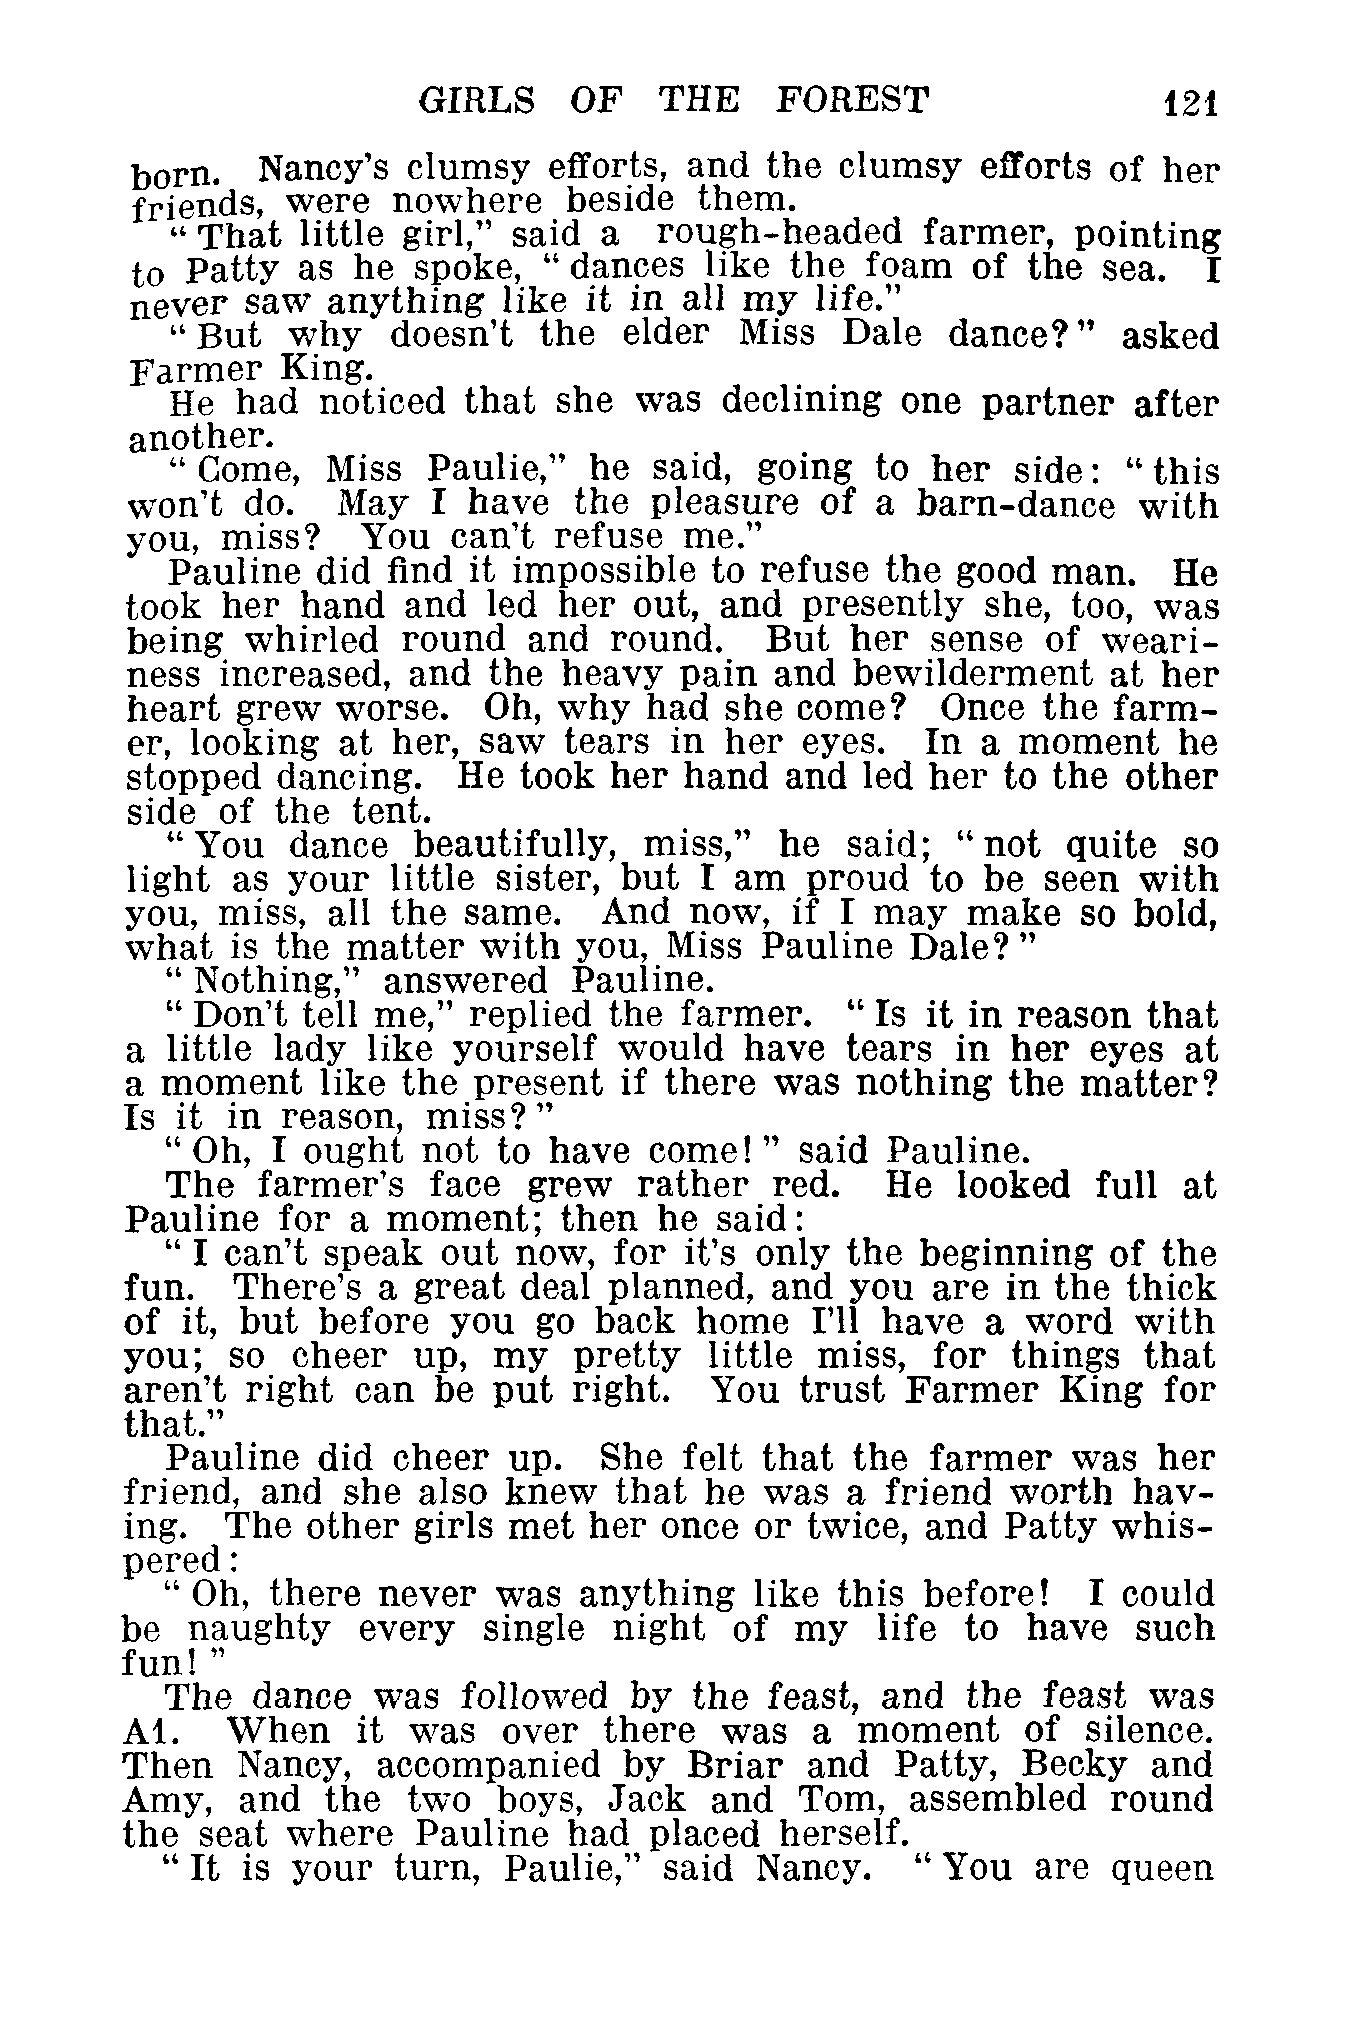 GIRLS OF THE FOREST 121
born. Nancy's clumsy efforts, and the clumsy efforts of her
friends, were nowhere beside them.
"That little girl," said a rough-headed farmer, pointing
to Patty as he spoke, "dances like the foam of the sea. I
never saw anything like it in all my life."
"But why doesn't the elder Miss Dale dance?" asked
Farmer King.
He had noticed that she was declining one partner after
another.
"Come, Miss Paulie," he said, going to her side: "this
won't do. May I have the pleasure of a barn-dance with
you, miss? You can't refuse me."
Pauline did find it impossible to refuse the good man. He
took her hand and led her out, and presently she, too, was
being whirled round and round. But her sense of weari-
ness increased, and the heavy pain and bewilderment at her
heart grew worse. Oh, why had she come? Once the farm-
er, looking at her, saw tears in her eyes. In a moment he
stopped dancing. He took her hand and led her to the other
side of the tent.
"You dance beautifully, miss," he said; "not quite so
light as your little sister, but I am proud to be seen with
you, miss, all the same. And now, if I may make so bold,
what is the matter with you, Miss Pauline Dale?"
"Nothing," answered Pauline.
"Don't tell me," replied the farmer. "Is it in reason that
a little lady like yourself would have tears in her eyes at
a moment like the present if there was nothing the matter?
Is it in reason, miss?"
"Oh, I ought not to have come!" said Pauline.
The farmer's face grew rather red. He looked full at
Pauline for a moment; then he said:
"I can't speak out now, for it's only the beginning of the
fun. There's a great deal planned, and you are in the thick
of it, but before you go back home I'll have a word with
you; so cheer up, my pretty little miss, for things that
aren't right can be put right. You trust Farmer King for
that."
Pauline did cheer up. She felt that the farmer was her
friend, and she also knew that he was a friend worth hav-
ing. The other girls met her once or twice, and Patty whis-
pered:
"Oh, there never was anything like this before! I could
be naughty every single night of my life to have such
fun!"
The dance was followed by the feast, and the feast was
A1. When it was over there was a moment of silence.
Then Nancy, accompanied by Briar and Patty, Becky and
Amy, and the two boys, Jack and Tom, assembled round
the seat where Pauline had placed herself.
"It is your turn, Paulie," said Nancy. "You are queen